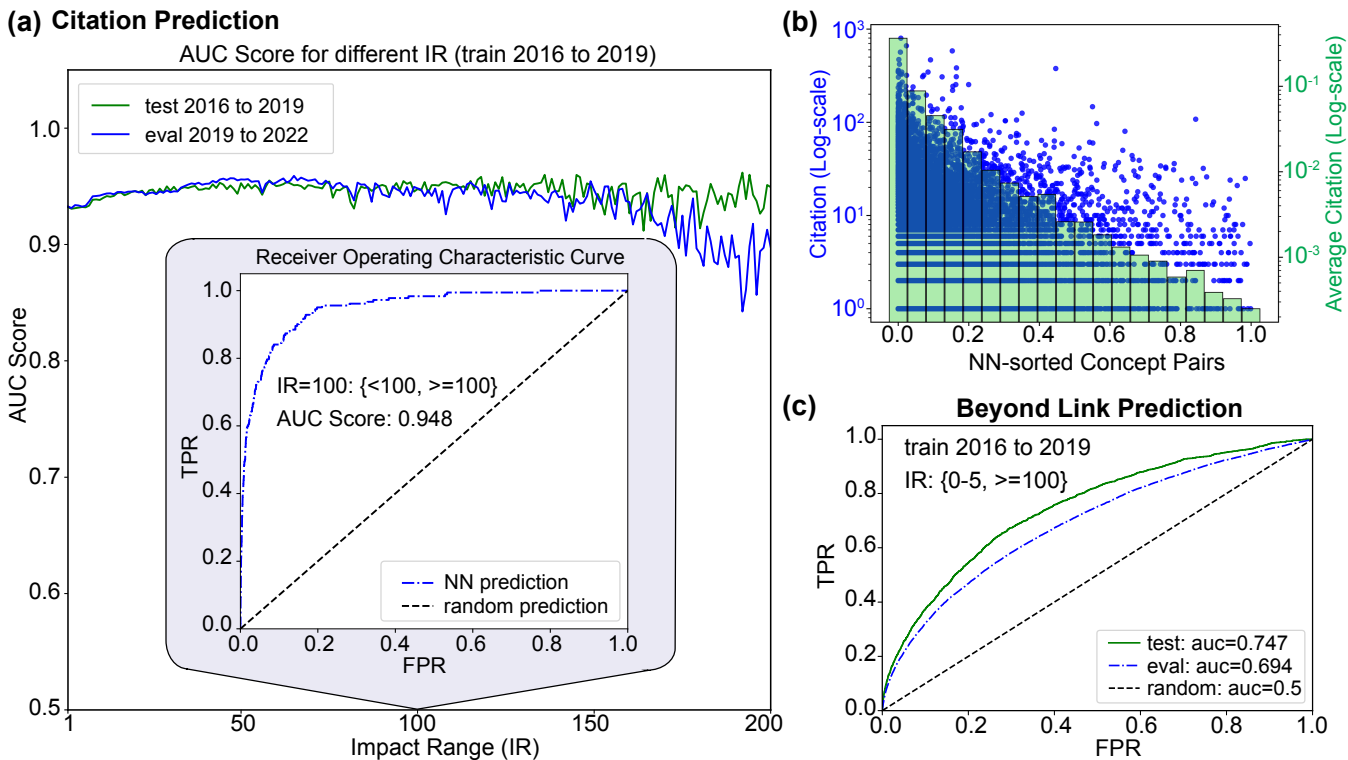 (a) Citation Prediction
AUC Score for different IR (train 2016 to 2019)
test 2016 to 2019
eval 2019 to 2022
AUC Score
1.0
0.9
0.8
0.7
0.6
0.5
1
50
100
150
200
Impact Range (IR)
Receiver Operating Characteristic Curve
TPR
1.0
0.8
0.6
0.4
0.2
0.0
IR=100: {<100, >=100}
AUC Score: 0.948
NN prediction
random prediction
0.0
0.2
0.4
0.6
0.8
1.0
FPR
(b)
Citation (Log-scale)
10³
10²
10¹
10⁰
Average Citation (Log-scale)
10⁻¹
10⁻²
10⁻³
0.0
0.2
0.4
0.6
0.8
1.0
NN-sorted Concept Pairs
(c) Beyond Link Prediction
train 2016 to 2019
IR: {0-5, >=100}
TPR
1.0
0.8
0.6
0.4
0.2
0.0
test: auc=0.747
eval: auc=0.694
random: auc=0.5
0.0
0.2
0.4
0.6
0.8
1.0
FPR